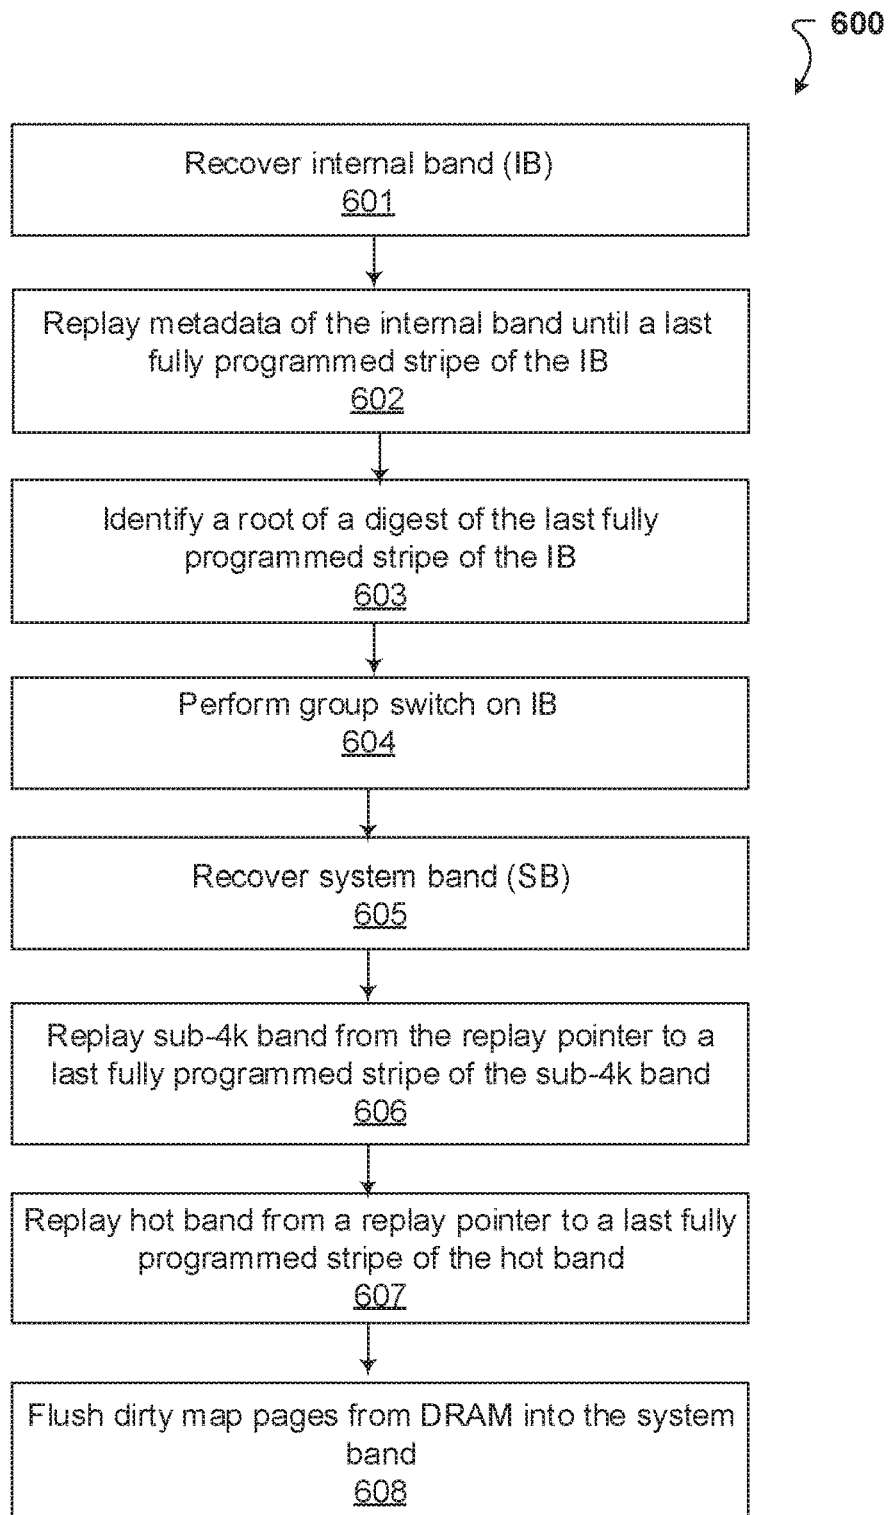 600
Recover internal band (IB)
601
Replay metadata of the internal band until a last
fully programmed stripe of the IB
602
Identify a root of a digest of the last fully
programmed stripe of the IB
603
Perform group switch on IB
604
Recover system band (SB)
605
Replay sub-4k band from the replay pointer to a
last fully programmed stripe of the sub-4k band
606
Replay hot band from a replay pointer to a last fully
programmed stripe of the hot band
607
Flush dirty map pages from DRAM into the system
band
608